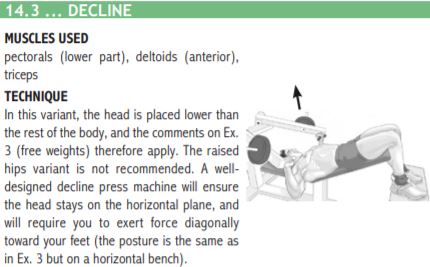 14.3 ... DECLINE
MUSCLES USED
pectorals (lower part), deltoids (anterior),
triceps
TECHNIQUE
In this variant, the head is placed lower than
the rest of the body, and the comments on Ex.
3 (free weights) therefore apply. The raised
hips variant is not recommended. A well-
designed decline press machine will ensure
the head stays on the horizontal plane, and
will require you to exert force diagonally
toward your feet (the posture is the same as
in Ex. 3 but on a horizontal bench).